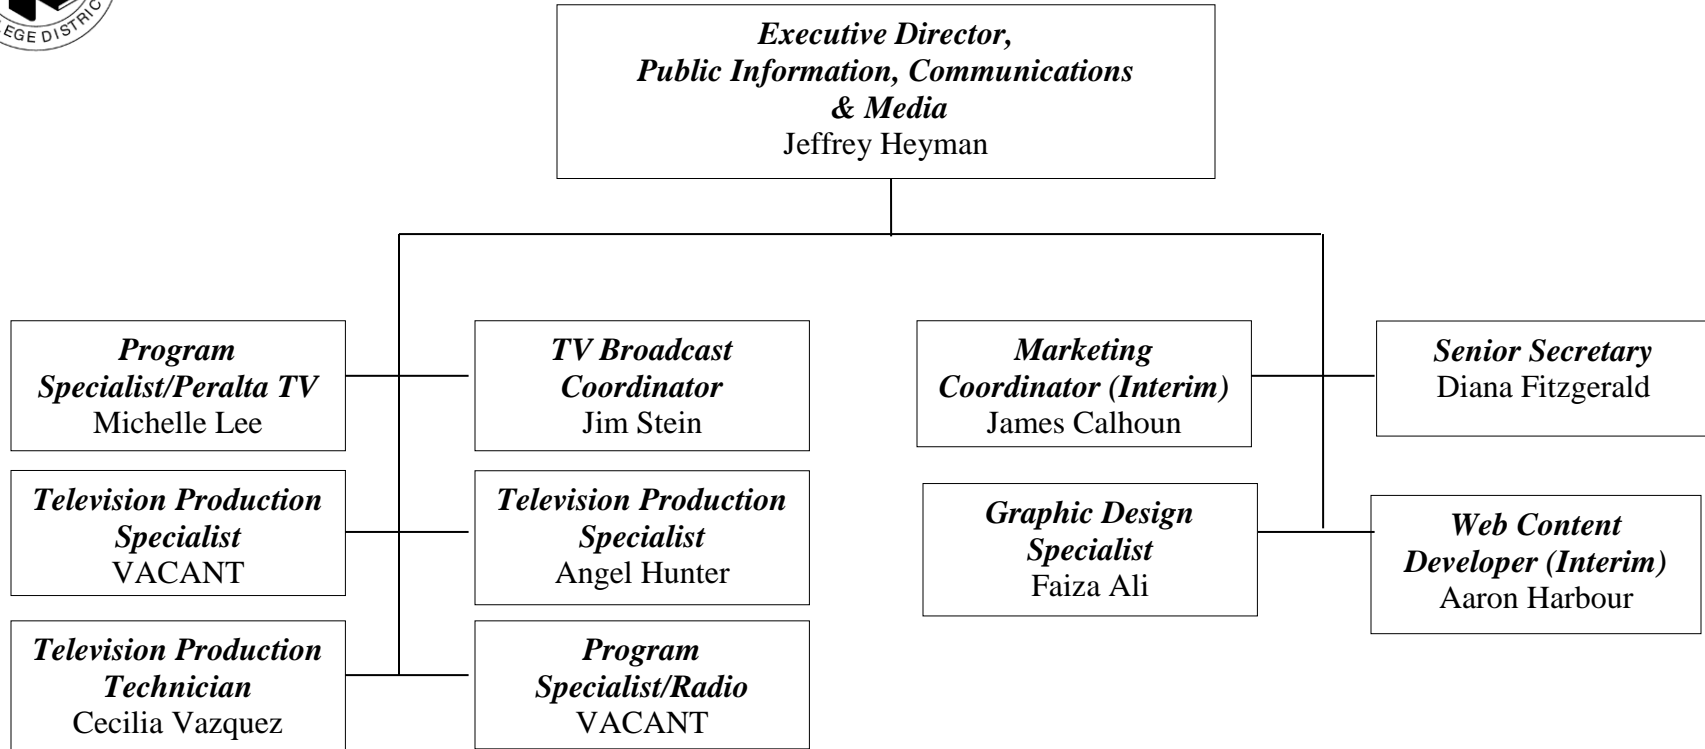 EGE DISTRIC
Executive Director,
Public Information, Communications
& Media
Jeffrey Heyman
Program
Specialist/Peralta TV
Michelle Lee
TV Broadcast
Coordinator
Jim Stein
Marketing
Coordinator (Interim)
James Calhoun
Senior Secretary
Diana Fitzgerald
Television Production
Specialist
VACANT
Television Production
Specialist
Angel Hunter
Graphic Design
Specialist
Faiza Ali
Web Content
Developer (Interim)
Aaron Harbour
Television Production
Technician
Cecilia Vazquez
Program
Specialist/Radio
VACANT